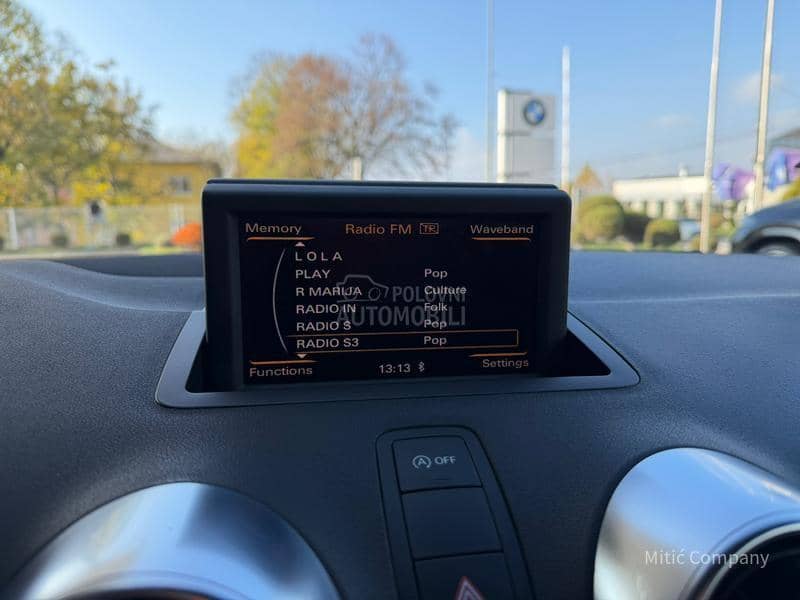 BMW
Memory Radio FM TP Waveband
LOLA
PLAY Pop
R MARIJA Culture
RADIO IN Folk
RADIO S Pop
RADIO S3 Pop
Functions 13:13 Settings
POLOVNI
AUTOMOBILI
A OFF
Mitić Company